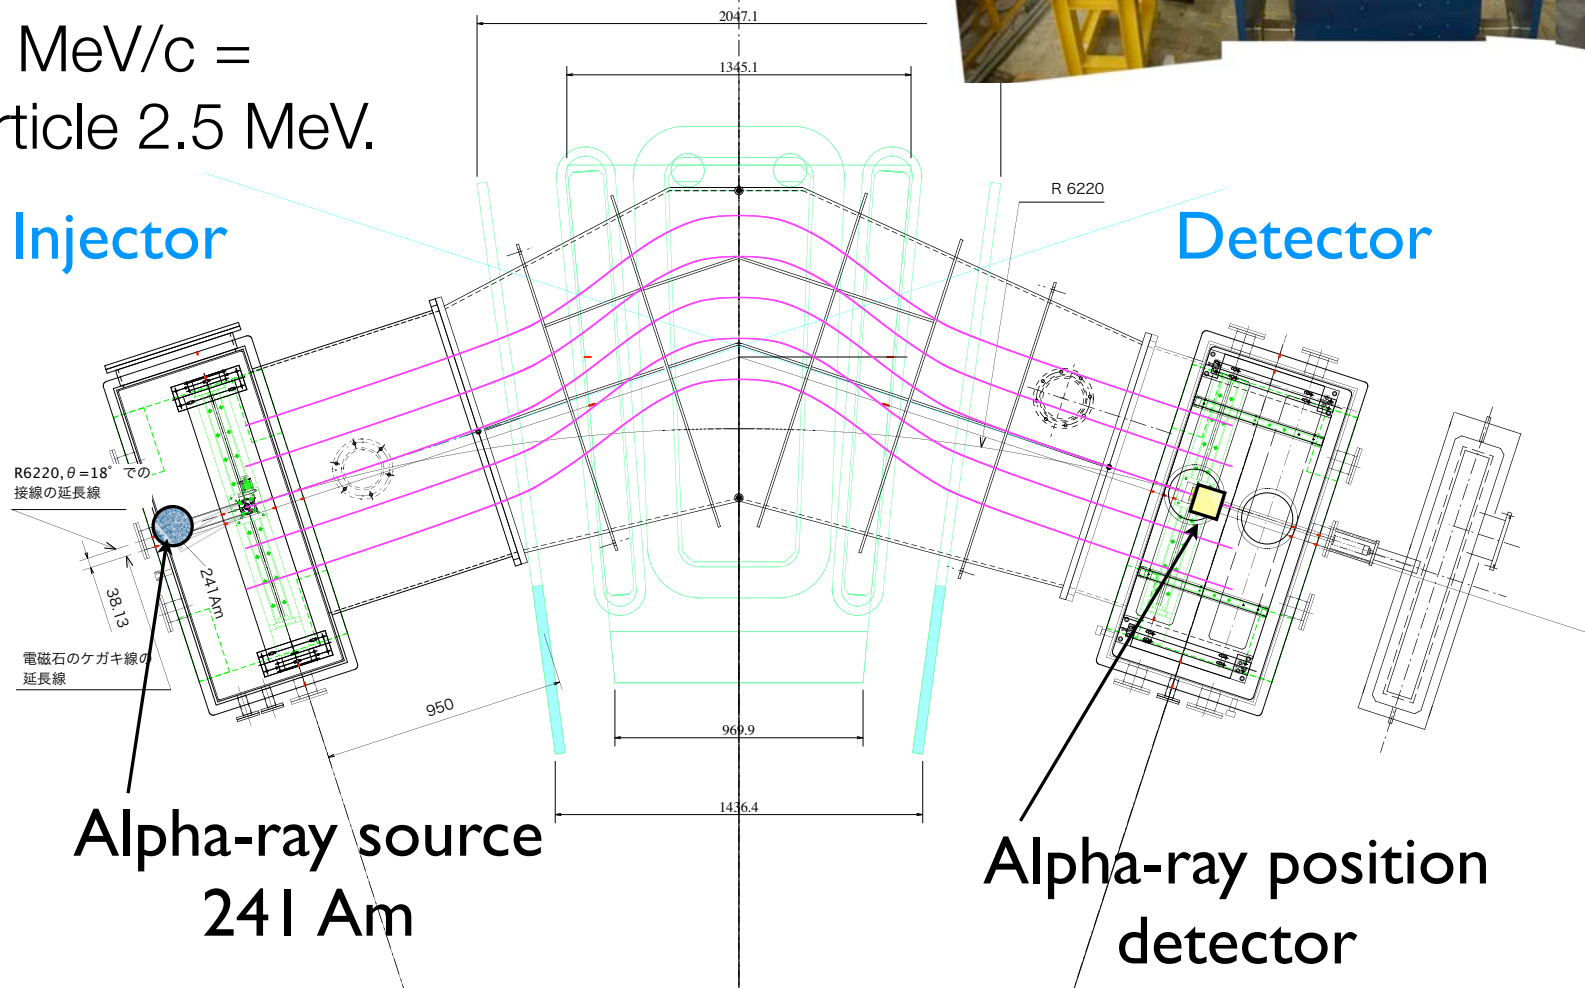 MeV/c =
rticle 2.5 MeV.
Injector
Detector
2047.1
1345.1
R 6220
R6220,θ=18° での
接線の延長線
241Am
38.13
電磁石のケガキ線の
延長線
950
969.9
1436.4
Alpha-ray source
241 Am
Alpha-ray position
detector